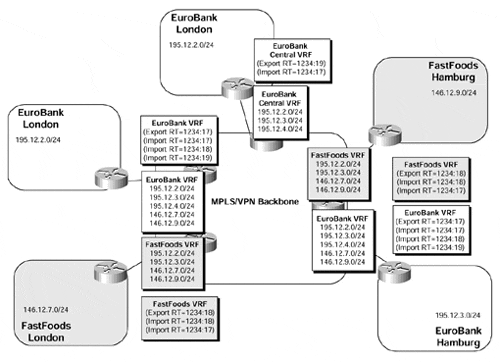 EuroBank
London
195.12.2.0/24
EuroBank
Central VRF
(Export RT=1234:19)
(Import RT=1234:17)
FastFoods
Hamburg
146.12.9.0/24
EuroBank
Central VRF
195.12.2.0/24
195.12.3.0/24
195.12.4.0/24
EuroBank
London
195.12.2.0/24
EuroBank VRF
(Export RT=1234:17)
(Import RT=1234:17)
(Import RT=1234:18)
(Import RT=1234:19)
FastFoods VRF
195.12.2.0/24
195.12.3.0/24
146.12.7.0/24
146.12.9.0/24
FastFoods VRF
(Export RT=1234:18)
(Import RT=1234:18)
(Import RT=1234:17)
EuroBank VRF
195.12.2.0/24
195.12.3.0/24
195.12.4.0/24
146.12.7.0/24
146.12.9.0/24
MPLS/VPN Backbone
EuroBank VRF
(Export RT=1234:17)
(Import RT=1234:17)
(Import RT=1234:18)
(Import RT=1234:19)
EuroBank VRF
195.12.2.0/24
195.12.3.0/24
195.12.4.0/24
146.12.7.0/24
146.12.9.0/24
FastFoods VRF
195.12.2.0/24
195.12.3.0/24
146.12.7.0/24
146.12.9.0/24
146.12.7.0/24
FastFoods
London
FastFoods VRF
(Export RT=1234:18)
(Import RT=1234:18)
(Import RT=1234:17)
195.12.3.0/24
EuroBank
Hamburg